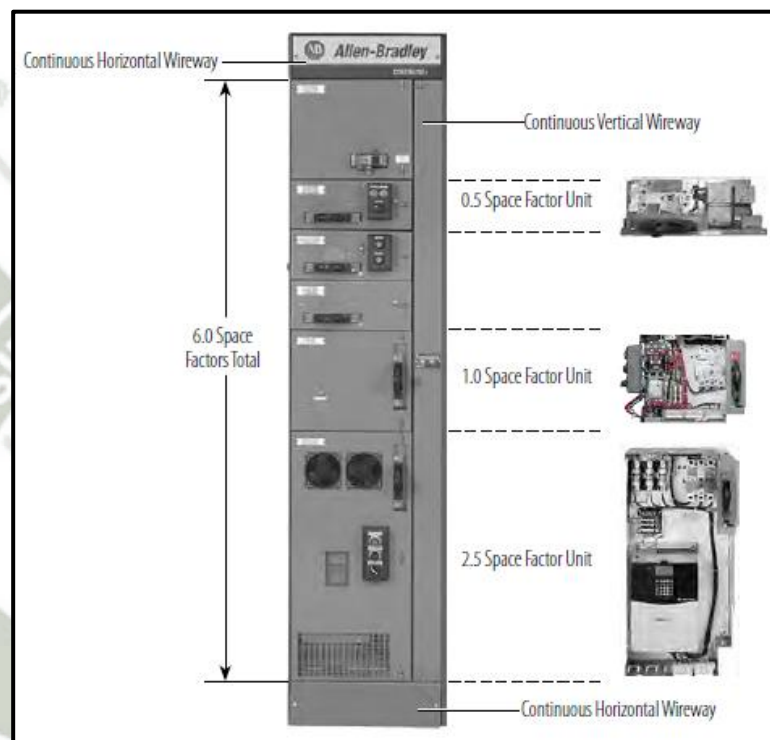 Allen-Bradley
Continuous Horizontal Wireway
Continuous Vertical Wireway
0.5 Space Factor Unit
6.0 Space
Factors Total
1.0 Space Factor Unit
2.5 Space Factor Unit
Continuous Horizontal Wireway